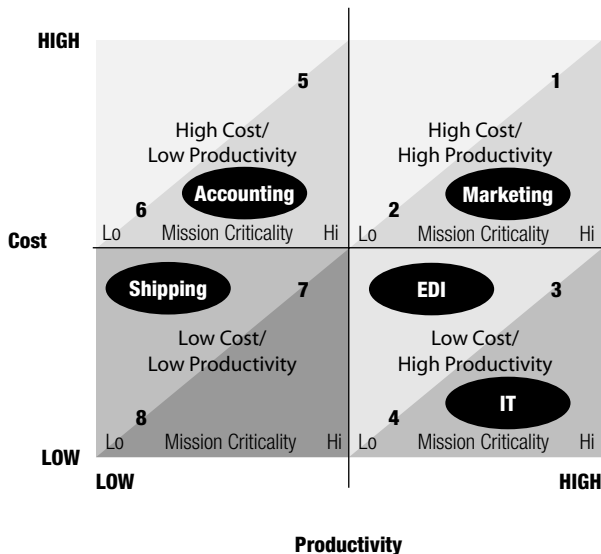 HIGH
5
1
High Cost/
Low Productivity
High Cost/
High Productivity
Accounting
Marketing
6
2
Lo Mission Criticality Hi
Lo Mission Criticality Hi
Cost
Shipping
7
EDI
3
Low Cost/
Low Productivity
Low Cost/
High Productivity
IT
8
4
Lo Mission Criticality Hi
Lo Mission Criticality Hi
LOW
LOW
HIGH
Productivity